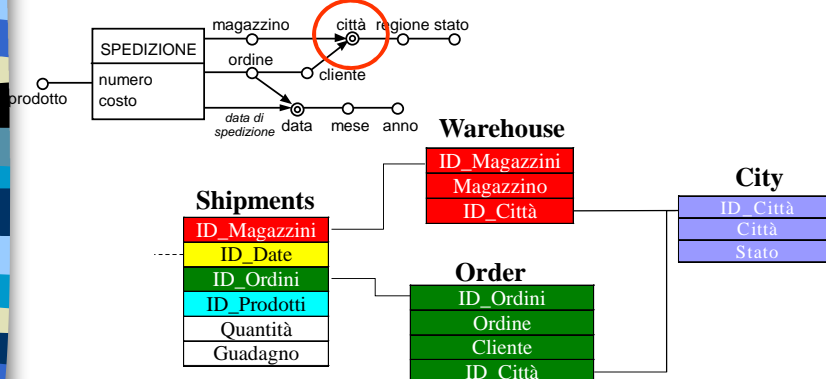 magazzino città regione stato
SPEDIZIONE
ordine
numero
cliente
prodotto
costo
data di
spedizione data mese anno
Warehouse
ID_Magazzini
Magazzino
ID_Città
City
ID_Città
Città
Stato
Shipments
ID_Magazzini
ID_Date
ID_Ordini
ID_Prodotti
Quantità
Guadagno
Order
ID_Ordini
Ordine
Cliente
ID_Città